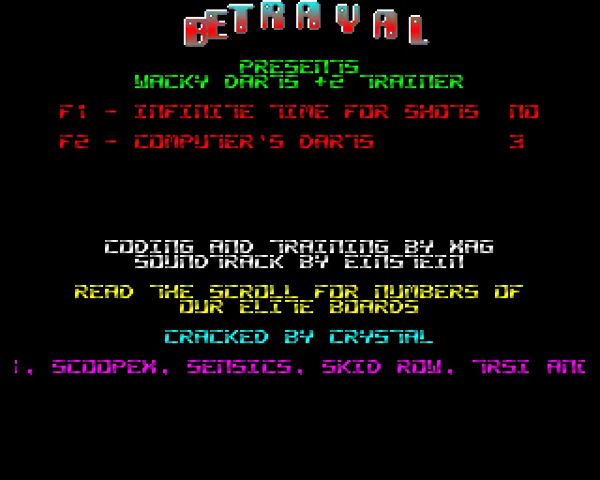 BETRAYAL
PRESENTS
WACKY DARTS +2 TRAINER
F1 - INFINITE TIME FOR SHOTS NO
F2 - COMPUTER'S DARTS 3
CODING AND TRAINING BY XAG
SOUNDTRACK BY EINSTEIN
READ THE SCROLL FOR NUMBERS OF
OUR ELITE BOARDS
CRACKED BY CRYSTAL
, SCOOPEX, SENSICS, SKID ROW, TRSI AND